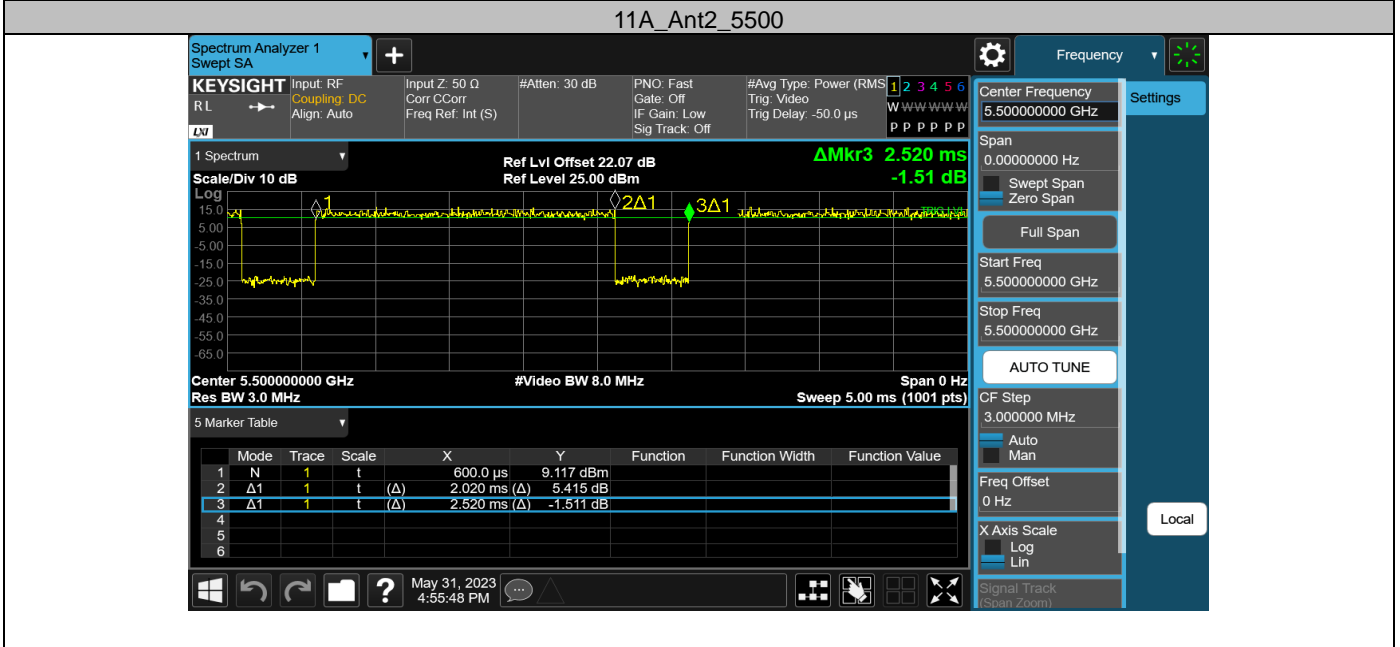 11A_Ant2_5500
Spectrum Analyzer 1
Swept SA
+
Frequency
KEYSIGHT
RL
LXI
Input: RF
Coupling: DC
Align: Auto
Input Z: 50 Ω
Corr CCorr
Freq Ref: Int (S)
#Atten: 30 dB
PNO: Fast
Gate: Off
IF Gain: Low
Sig Track: Off
#Avg Type: Power (RMS
Trig: Video
Trig Delay: -50.0 µs
1 2 3 4 5 6
W W W W W W
P P P P P P
1 Spectrum
Scale/Div 10 dB
Ref Lvl Offset 22.07 dB
Ref Level 25.00 dBm
ΔMkr3 2.520 ms
-1.51 dB
Log
15.0
5.00
-5.00
-15.0
-25.0
-35.0
-45.0
-55.0
-65.0
1
2Δ1
3Δ1
TRIG LVL
Center 5.500000000 GHz
#Video BW 8.0 MHz
Span 0 Hz
Res BW 3.0 MHz
Sweep 5.00 ms (1001 pts)
5 Marker Table
Mode Trace Scale X Y Function Function Width Function Value
1 N 1 t 600.0 µs 9.117 dBm
2 Δ1 1 t (Δ) 2.020 ms (Δ) 5.415 dB
3 Δ1 1 t (Δ) 2.520 ms (Δ) -1.511 dB
4
5
6
?
May 31, 2023
4:55:48 PM
Center Frequency
5.500000000 GHz
Span
0.00000000 Hz
Swept Span
Zero Span
Full Span
Start Freq
5.500000000 GHz
Stop Freq
5.500000000 GHz
AUTO TUNE
CF Step
3.000000 MHz
Auto
Man
Freq Offset
0 Hz
X Axis Scale
Log
Lin
Signal Track
(Span Zoom)
Settings
Local